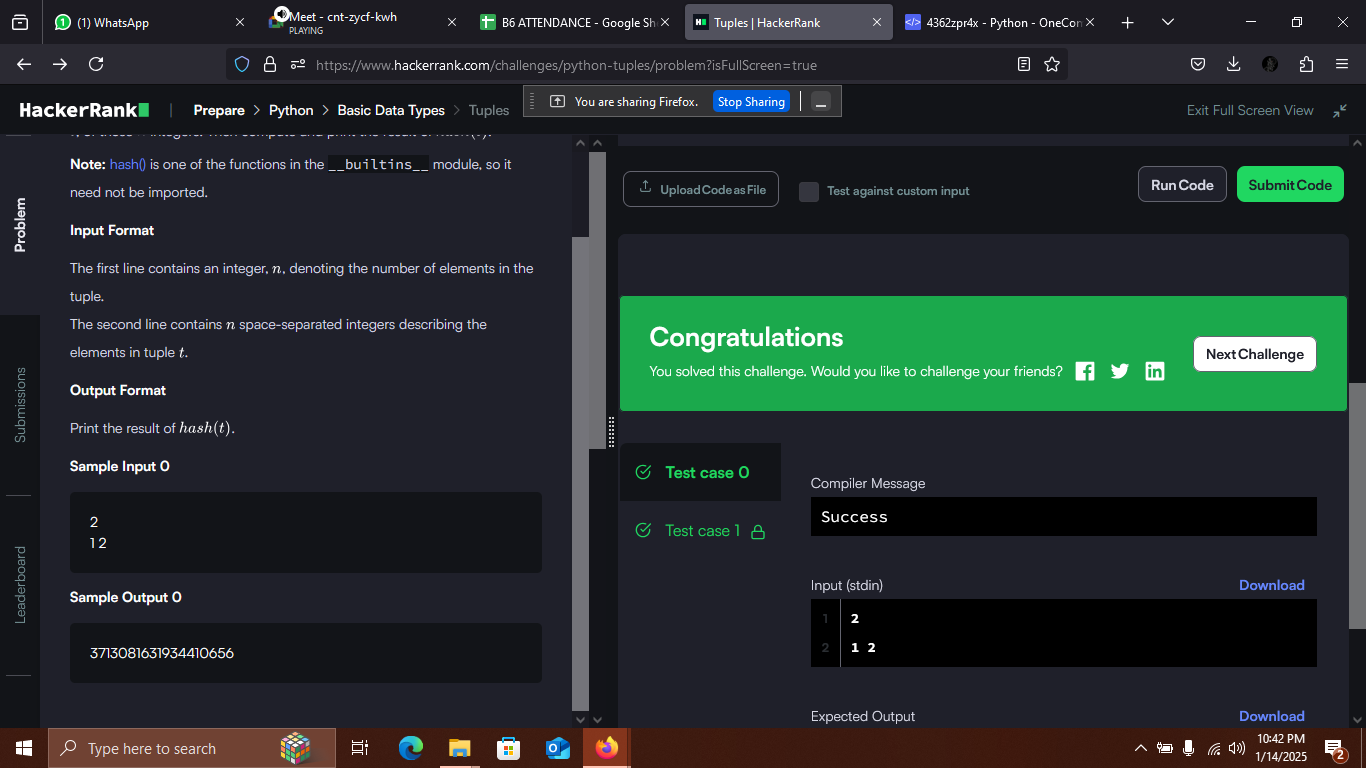 (1) WhatsApp
Meet - cnt-zycf-kwh
PLAYING
B6 ATTENDANCE - Google Sh
Tuples | HackerRank
4362zpr4x - Python - OneCon
https://www.hackerrank.com/challenges/python-tuples/problem?isFullScreen=true
HackerRank
Prepare > Python > Basic Data Types > Tuples
You are sharing Firefox. Stop Sharing
Exit Full Screen View
Problem
Submissions
Leaderboard
Note: hash() is one of the functions in the __builtins__ module, so it
need not be imported.
Input Format
The first line contains an integer, n, denoting the number of elements in the
tuple.
The second line contains n space-separated integers describing the
elements in tuple t.
Output Format
Print the result of hash(t).
Sample Input 0
2
1 2
Sample Output 0
3713081631934410656
Upload Code as File
Test against custom input
Run Code
Submit Code
Congratulations
You solved this challenge. Would you like to challenge your friends?
Next Challenge
Test case 0
Test case 1
Compiler Message
Success
Input (stdin)
Download
1 2
2 1 2
Expected Output
Download
Type here to search
10:42 PM
1/14/2025
2